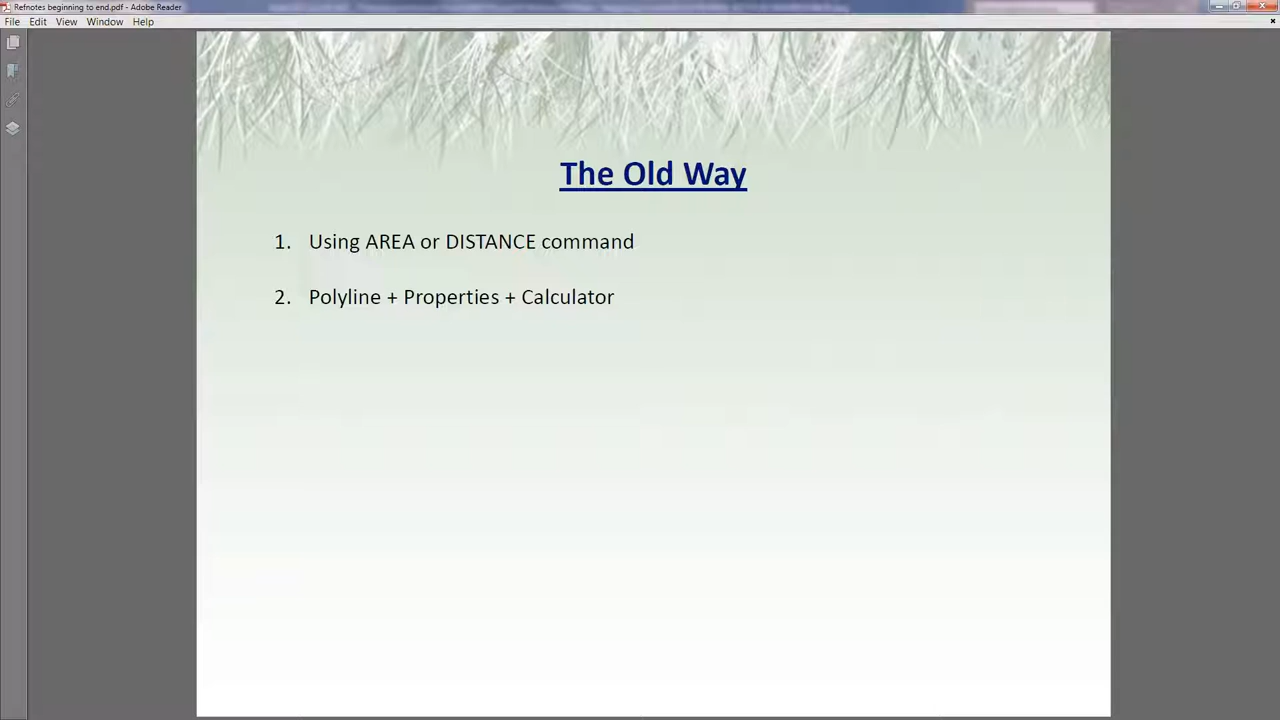 Refnotes beginning to end.pdf - Adobe Reader
File Edit View Window Help
The Old Way
1. Using AREA or DISTANCE command
2. Polyline + Properties + Calculator